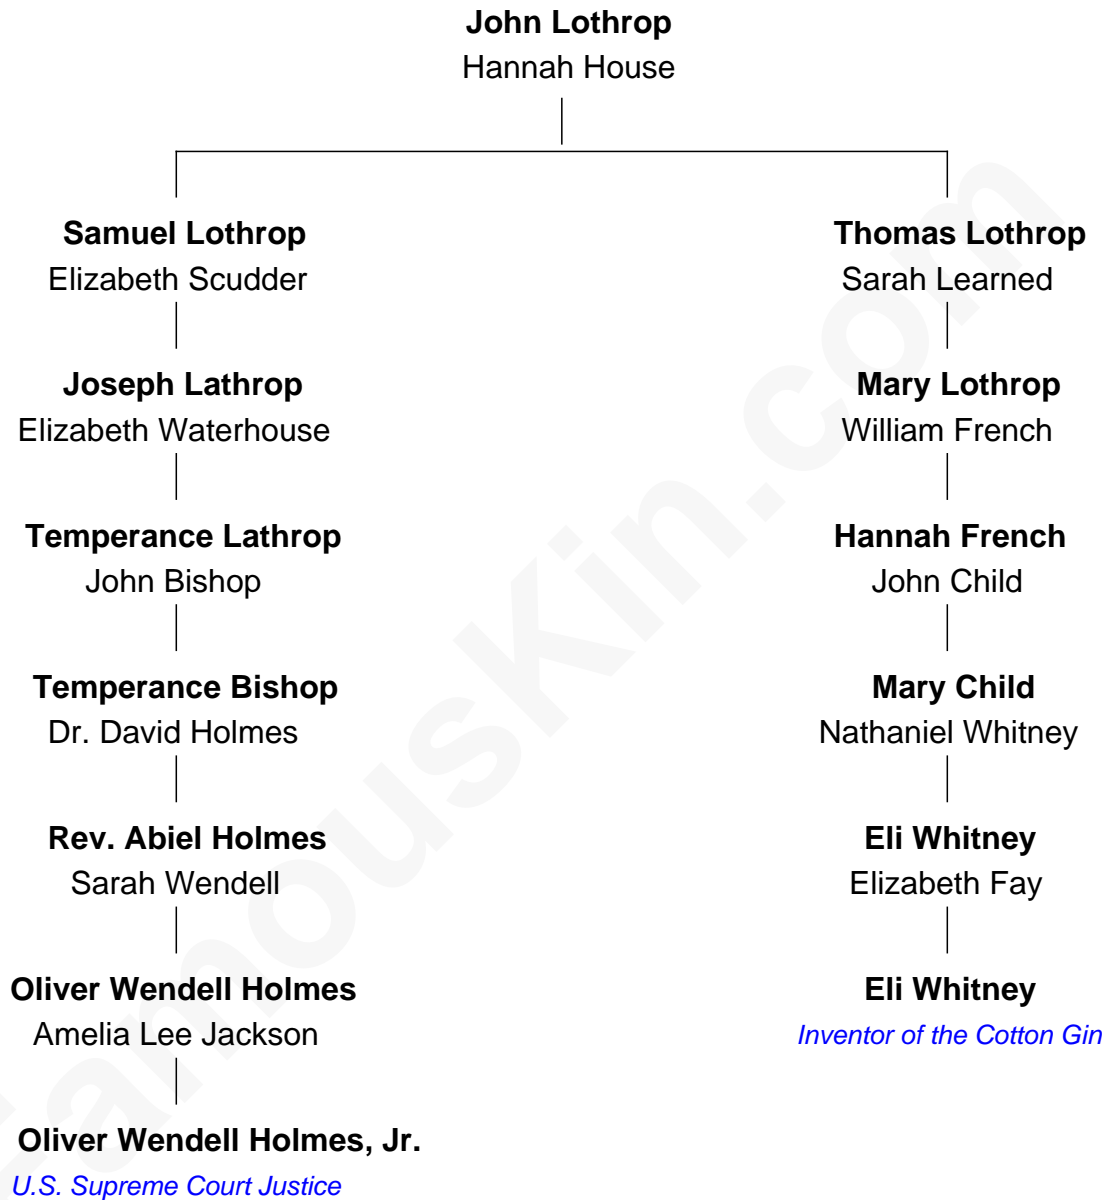 John Lothrop
Hannah House
Samuel Lothrop
Elizabeth Scudder
Thomas Lothrop
Sarah Learned
Joseph Lathrop
Elizabeth Waterhouse
Mary Lothrop
William French
Temperance Lathrop
John Bishop
Hannah French
John Child
Temperance Bishop
Dr. David Holmes
Mary Child
Nathaniel Whitney
Rev. Abiel Holmes
Sarah Wendell
Eli Whitney
Elizabeth Fay
Oliver Wendell Holmes
Amelia Lee Jackson
Eli Whitney
Inventor of the Cotton Gin
Oliver Wendell Holmes, Jr.
U.S. Supreme Court Justice
FamousKin.com